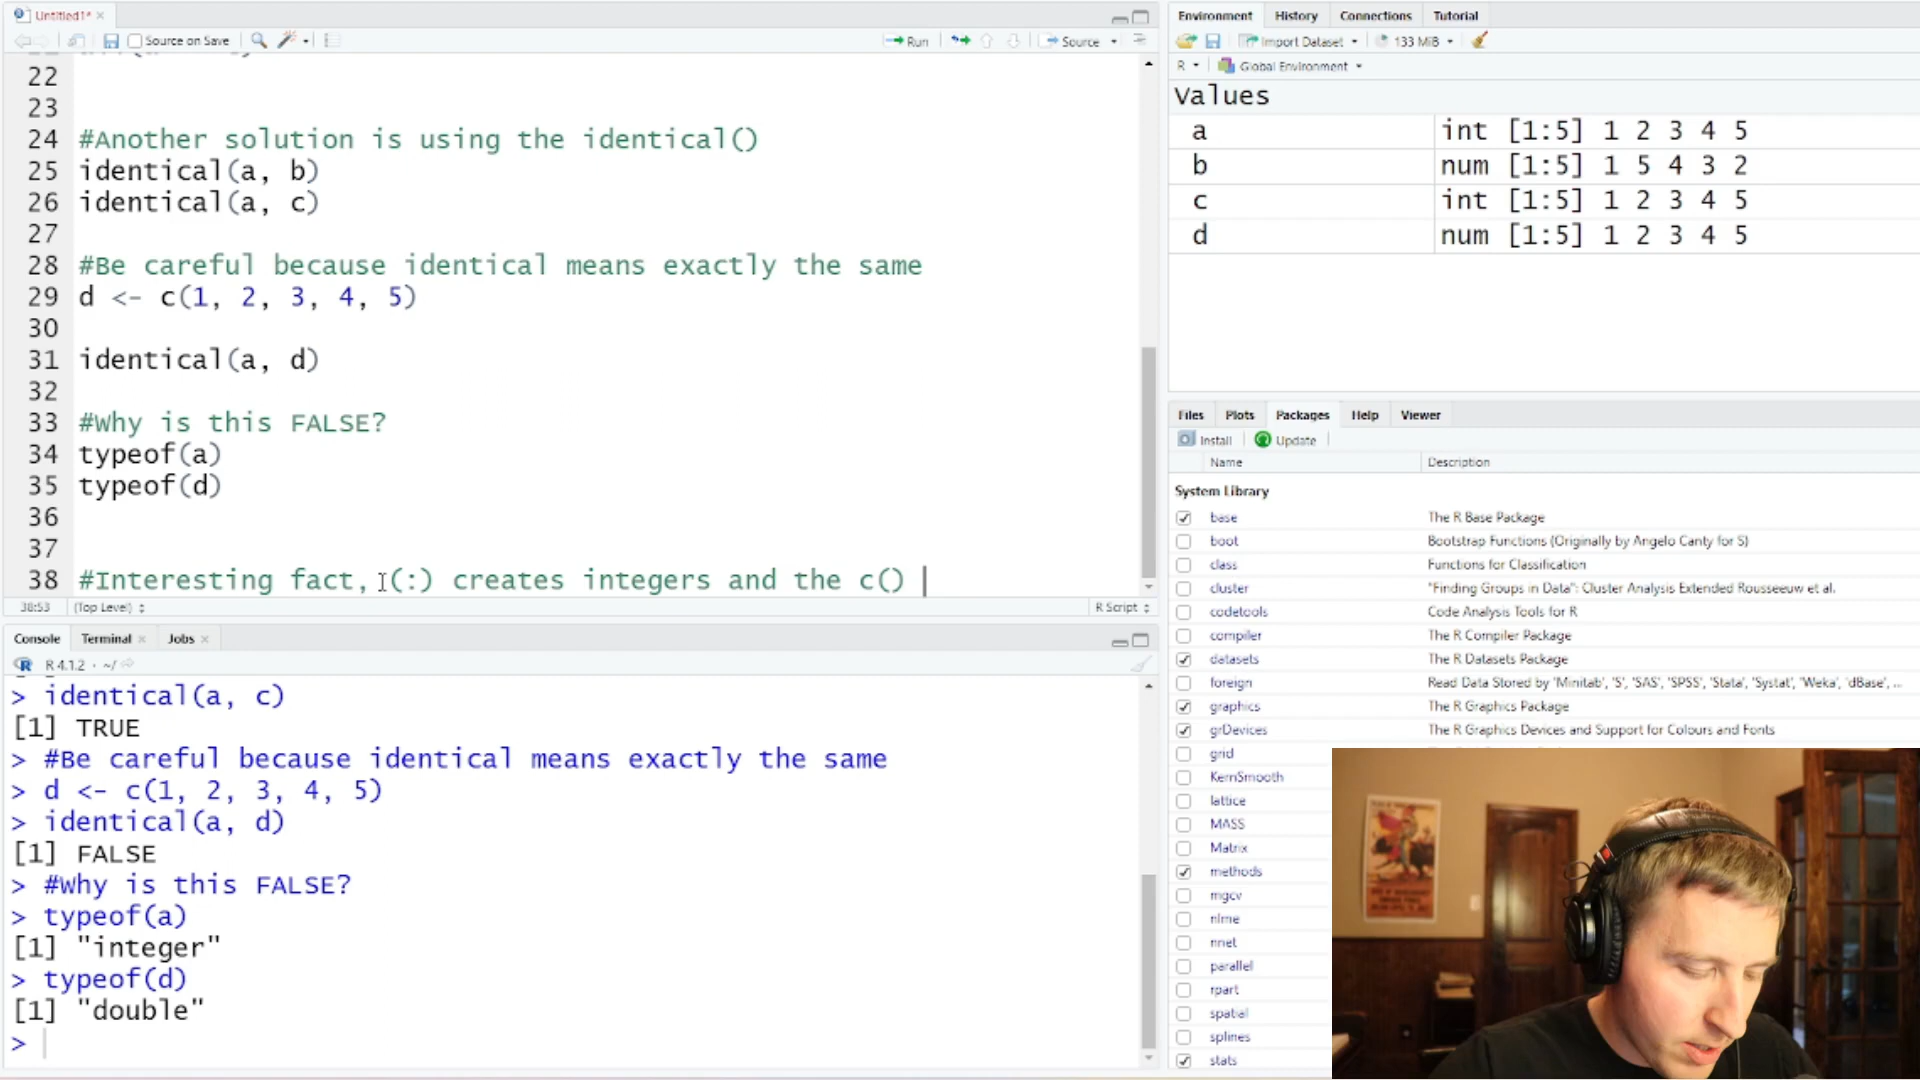 Untitled1*
Source on Save
Run
Source
22
23
24 #Another solution is using the identical()
25 identical(a, b)
26 identical(a, c)
27
28 #Be careful because identical means exactly the same
29 d <- c(1, 2, 3, 4, 5)
30
31 identical(a, d)
32
33 #Why is this FALSE?
34 typeof(a)
35 typeof(d)
36
37
38 #Interesting fact, (:) creates integers and the c()
38:53 (Top Level) R Script
Console Terminal Jobs
R 4.1.2 · ~/
> identical(a, c)
[1] TRUE
> #Be careful because identical means exactly the same
> d <- c(1, 2, 3, 4, 5)
> identical(a, d)
[1] FALSE
> #Why is this FALSE?
> typeof(a)
[1] "integer"
> typeof(d)
[1] "double"
>
Environment History Connections Tutorial
Import Dataset 133 MiB
R Global Environment
Values
a int [1:5] 1 2 3 4 5
b num [1:5] 1 5 4 3 2
c int [1:5] 1 2 3 4 5
d num [1:5] 1 2 3 4 5
Files Plots Packages Help Viewer
Install Update
Name Description
System Library
base The R Base Package
boot Bootstrap Functions (Originally by Angelo Canty for S)
class Functions for Classification
cluster "Finding Groups in Data": Cluster Analysis Extended Rousseeuw et al.
codetools Code Analysis Tools for R
compiler The R Compiler Package
datasets The R Datasets Package
foreign Read Data Stored by 'Minitab', 'S', 'SAS', 'SPSS', 'Stata', 'Systat', 'Weka', 'dBase', ...
graphics The R Graphics Package
grDevices The R Graphics Devices and Support for Colours and Fonts
grid
KernSmooth
lattice
MASS
Matrix
methods
mgcv
nlme
nnet
parallel
rpart
spatial
splines
stats